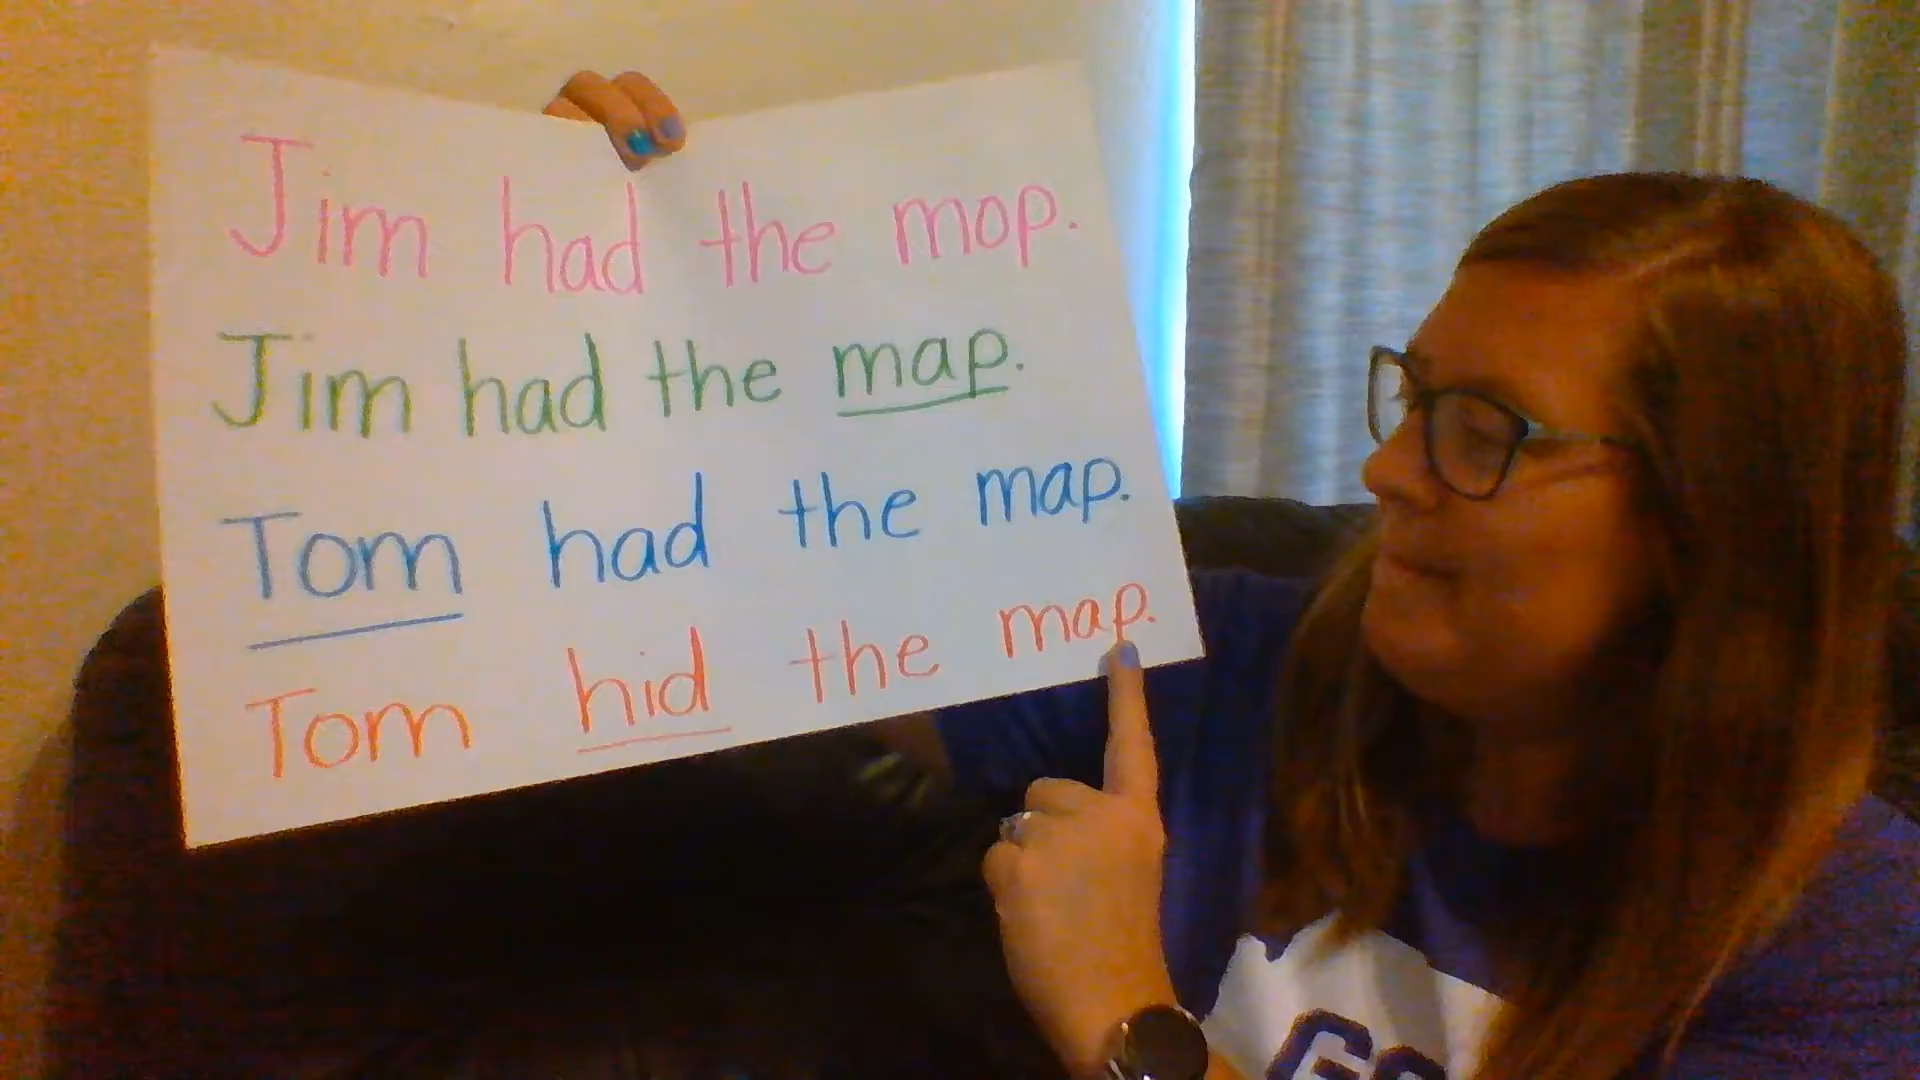 Jim had the mop.
Jim had the map.
Tom had the map.
Tom hid the map.